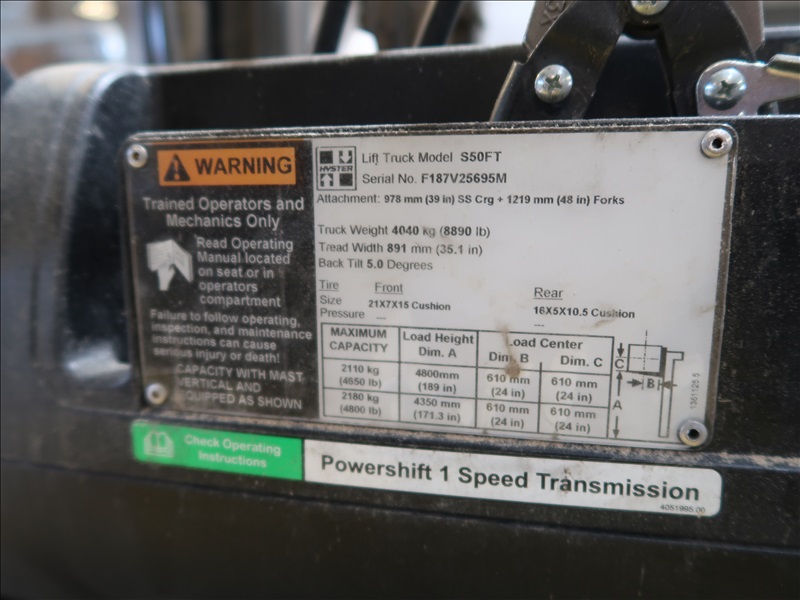 WARNING
Trained Operators and
Mechanics Only
Read Operating
Manual located
on seat or in
operators
compartment
Failure to follow operating,
inspection, and maintenance
instructions can cause
serious injury or death!
CAPACITY WITH MAST
VERTICAL AND
EQUIPPED AS SHOWN
HYSTER
Lift Truck Model S50FT
Serial No. F187V25695M
Attachment: 978 mm (39 in) SS Crg + 1219 mm (48 in) Forks
Truck Weight 4040 kg (8890 lb)
Tread Width 891 mm (35.1 in)
Back Tilt 5.0 Degrees
Tire Front Rear
Size 21X7X15 Cushion 16X5X10.5 Cushion
Pressure --- ---
MAXIMUM CAPACITY Load Height Dim. A Load Center Dim. B Dim. C
2110 kg (4650 lb) 4800mm (189 in) 610 mm (24 in) 610 mm (24 in)
2180 kg (4800 lb) 4350 mm (171.3 in) 610 mm (24 in) 610 mm (24 in)
C
B
A
1361125 5
Check Operating
Instructions
Powershift 1 Speed Transmission
4051995.00